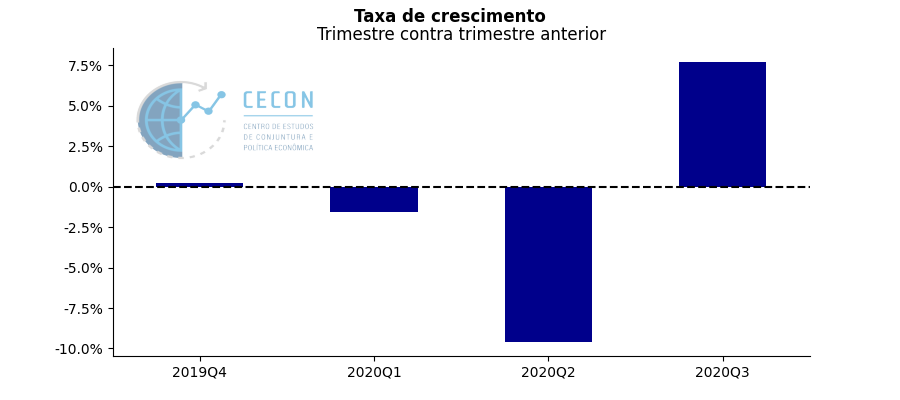 Taxa de crescimento
Trimestre contra trimestre anterior
7.5%
5.0%
2.5%
0.0%
-2.5%
-5.0%
-7.5%
-10.0%
CECON
CENTRO DE ESTUDOS
DE CONJUNTURA E
POLÍTICA ECONÔMICA
2019Q4
2020Q1
2020Q2
2020Q3